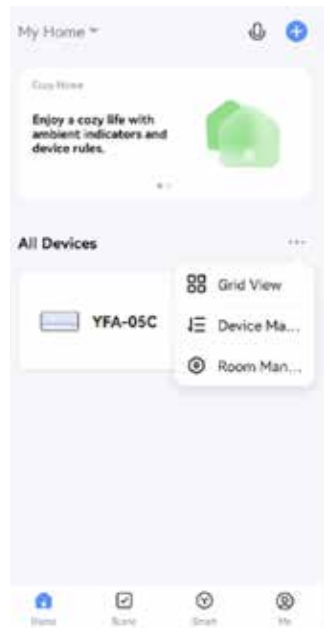 My Home
Cozy Home
Enjoy a cozy life with
ambient indicators and
device rules.
All Devices
Grid View
YFA-05C
Device Ma...
Room Man...
Home Scene Smart Me